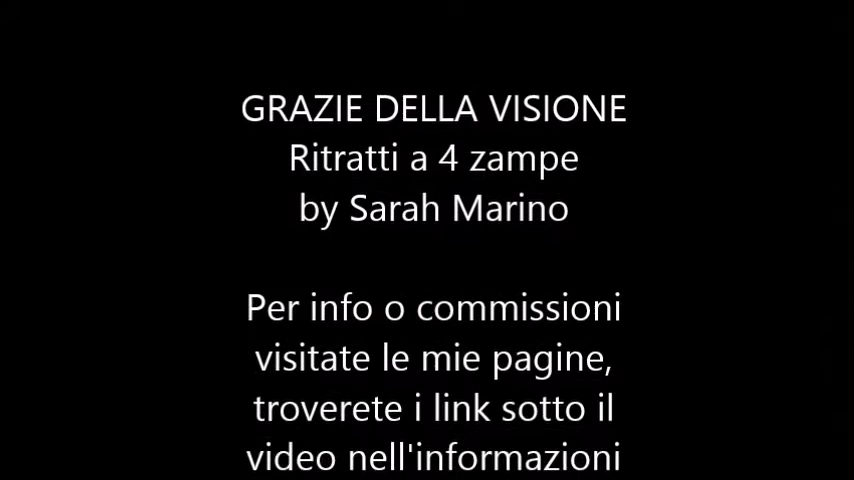 GRAZIE DELLA VISIONE
Ritratti a 4 zampe
by Sarah Marino
Per info o commissioni
visitate le mie pagine,
troverete i link sotto il
video nell'informazioni